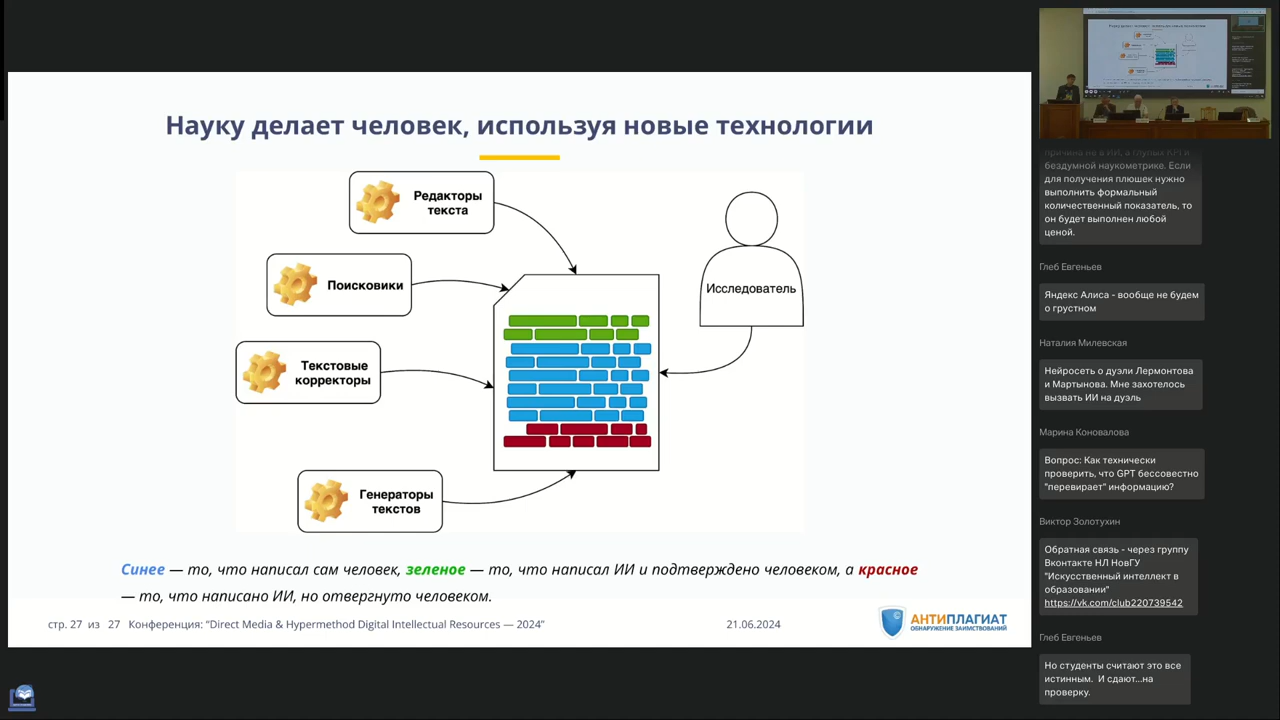 Науку делает человек, используя новые технологии
Редакторы
текста
Поисковики
Текстовые
корректоры
Генераторы
текстов
Исследователь
Синее — то, что написал сам человек, зеленое — то, что написал ИИ и подтверждено человеком, а красное
— то, что написано ИИ, но отвергнуто человеком.
стр. 27 из 27 Конференция: "Direct Media & Hypermethod Digital Intellectual Resources — 2024"
21.06.2024
АНТИПЛАГИАТ
ОБНАРУЖЕНИЕ ЗАИМСТВОВАНИЙ
причина не в ИИ, а глупых KPI и
бездумной наукометрике. Если
для получения плюшек нужно
выполнить формальный
количественный показатель, то
он будет выполнен любой
ценой.
Глеб Евгеньев
Яндекс Алиса - вообще не будем
о грустном
Наталия Милевская
Нейросеть о дуэли Лермонтова
и Мартынова. Мне захотелось
вызвать ИИ на дуэль
Марина Коновалова
Вопрос: Как технически
проверить, что GPT бессовестно
"перевирает" информацию?
Виктор Золотухин
Обратная связь - через группу
Вконтакте НЛ НовГУ
"Искусственный интеллект в
образовании"
https://vk.com/club220739542
Глеб Евгеньев
Но студенты считают это все
истинным. И сдают...на
проверку.